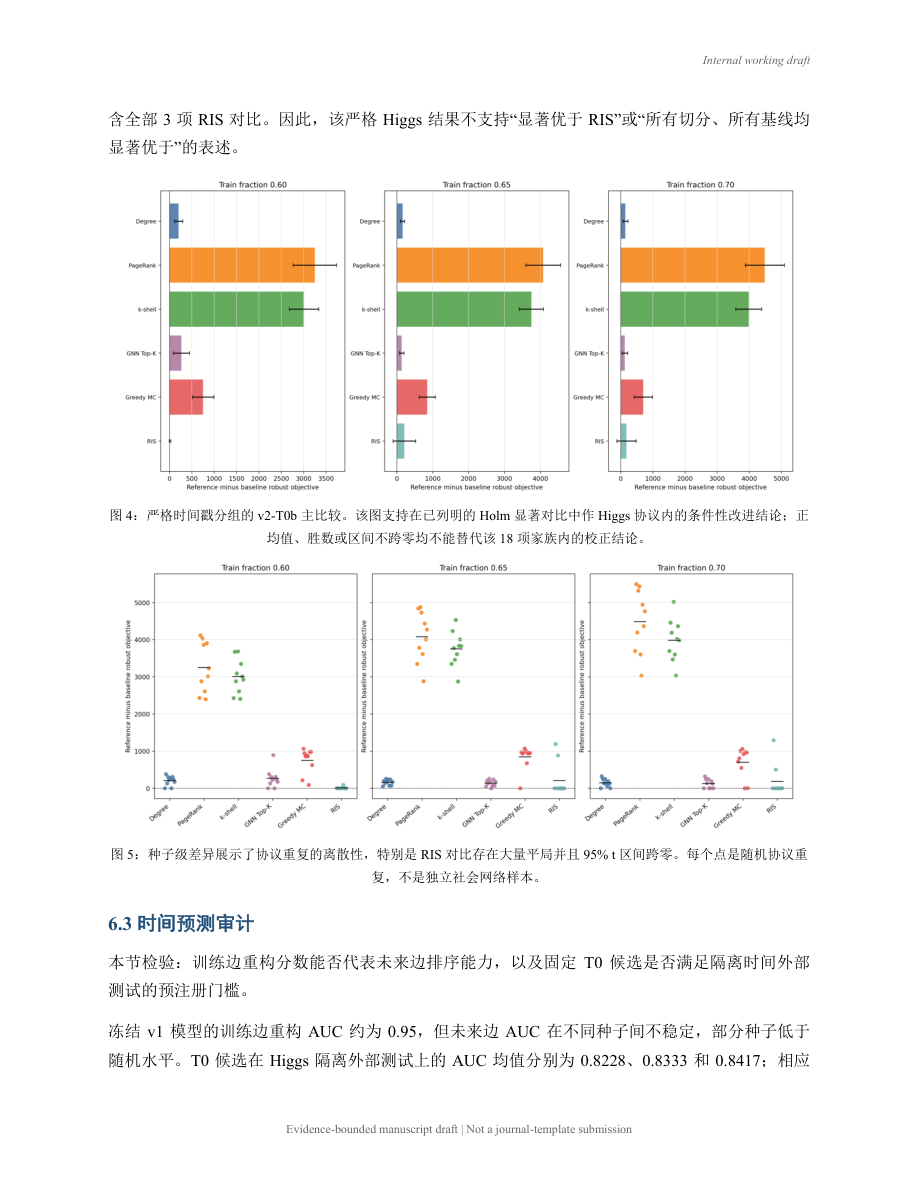 Internal working draft
含全部 3 项 RIS 对比。因此，该严格 Higgs 结果不支持“显著优于 RIS”或“所有切分、所有基线均
显著优于”的表述。
Train fraction 0.60
Degree
PageRank
k-shell
GNN Top-K
Greedy MC
RIS
0 500 1000 1500 2000 2500 3000 3500
Reference minus baseline robust objective
Train fraction 0.65
Degree
PageRank
k-shell
GNN Top-K
Greedy MC
RIS
0 1000 2000 3000 4000
Reference minus baseline robust objective
Train fraction 0.70
Degree
PageRank
k-shell
GNN Top-K
Greedy MC
RIS
0 1000 2000 3000 4000 5000
Reference minus baseline robust objective
图 4：严格时间戳分组的 v2-T0b 主比较。该图支持在已列明的 Holm 显著对比中作 Higgs 协议内的条件性改进结论；正
均值、胜数或区间不跨零均不能替代该 18 项家族内的校正结论。
Train fraction 0.60
Reference minus baseline robust objective
5000
4000
3000
2000
1000
0
Degree PageRank k-shell GNN Top-K Greedy MC RIS
Train fraction 0.65
Reference minus baseline robust objective
Degree PageRank k-shell GNN Top-K Greedy MC RIS
Train fraction 0.70
Reference minus baseline robust objective
Degree PageRank k-shell GNN Top-K Greedy MC RIS
图 5：种子级差异展示了协议重复的离散性，特别是 RIS 对比存在大量平局并且 95% t 区间跨零。每个点是随机协议重
复，不是独立社会网络样本。
6.3 时间预测审计
本节检验：训练边重构分数能否代表未来边排序能力，以及固定 T0 候选是否满足隔离时间外部
测试的预注册门槛。
冻结 v1 模型的训练边重构 AUC 约为 0.95，但未来边 AUC 在不同种子间不稳定，部分种子低于
随机水平。T0 候选在 Higgs 隔离外部测试上的 AUC 均值分别为 0.8228、0.8333 和 0.8417；相应
Evidence-bounded manuscript draft | Not a journal-template submission